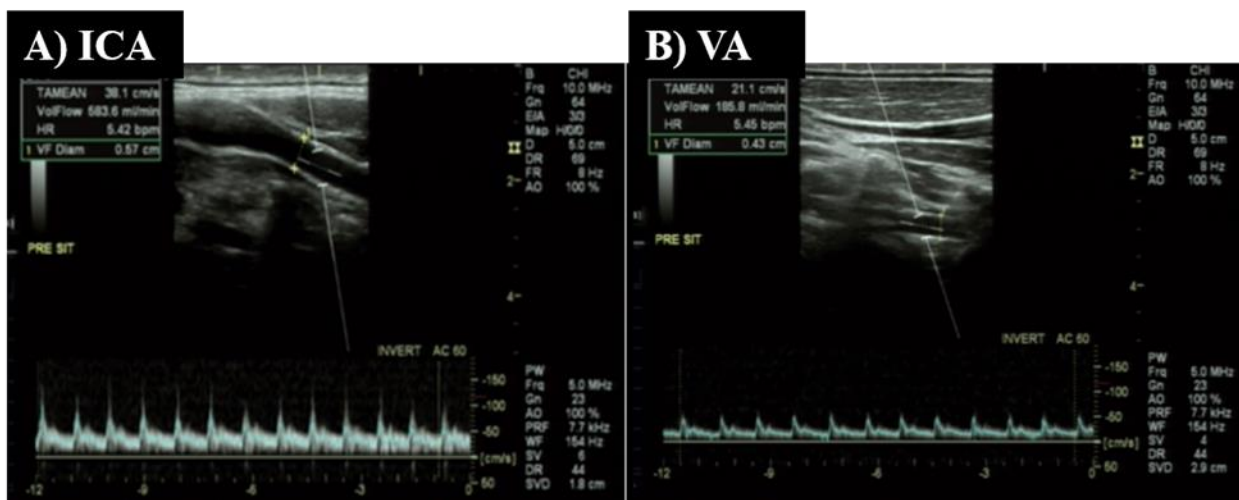 A) ICA
TAMEAN 38.1 cm/s
VolFlow 583.6 ml/min
HR 5.42 bpm
1 VF Diam 0.57 cm
PRE SIT
B CHI
Frq 10.0 MHz
Gn 64
E/A 3/3
Map H/0/0
D 5.0 cm
DR 69
FR 8 Hz
AO 100 %
2
4
INVERT AC 60
PW
Frq 5.0 MHz
Gn 23
AO 100 %
PRF 7.7 kHz
WF 154 Hz
SV 6
DR 44
SVD 1.8 cm
-150
-100
-50
[cm/s]
50
-12 -9 -6 -3 0
B) VA
TAMEAN 21.1 cm/s
VolFlow 185.8 ml/min
HR 5.45 bpm
1 VF Diam 0.43 cm
PRE SIT
B CHI
Frq 10.0 MHz
Gn 64
E/A 3/3
Map H/0/0
D 5.0 cm
DR 69
FR 8 Hz
AO 100 %
2
4
INVERT AC 60
PW
Frq 5.0 MHz
Gn 23
AO 100 %
PRF 7.7 kHz
WF 154 Hz
SV 4
DR 44
SVD 2.9 cm
-150
-100
-50
[cm/s]
50
-12 -9 -6 -3 0